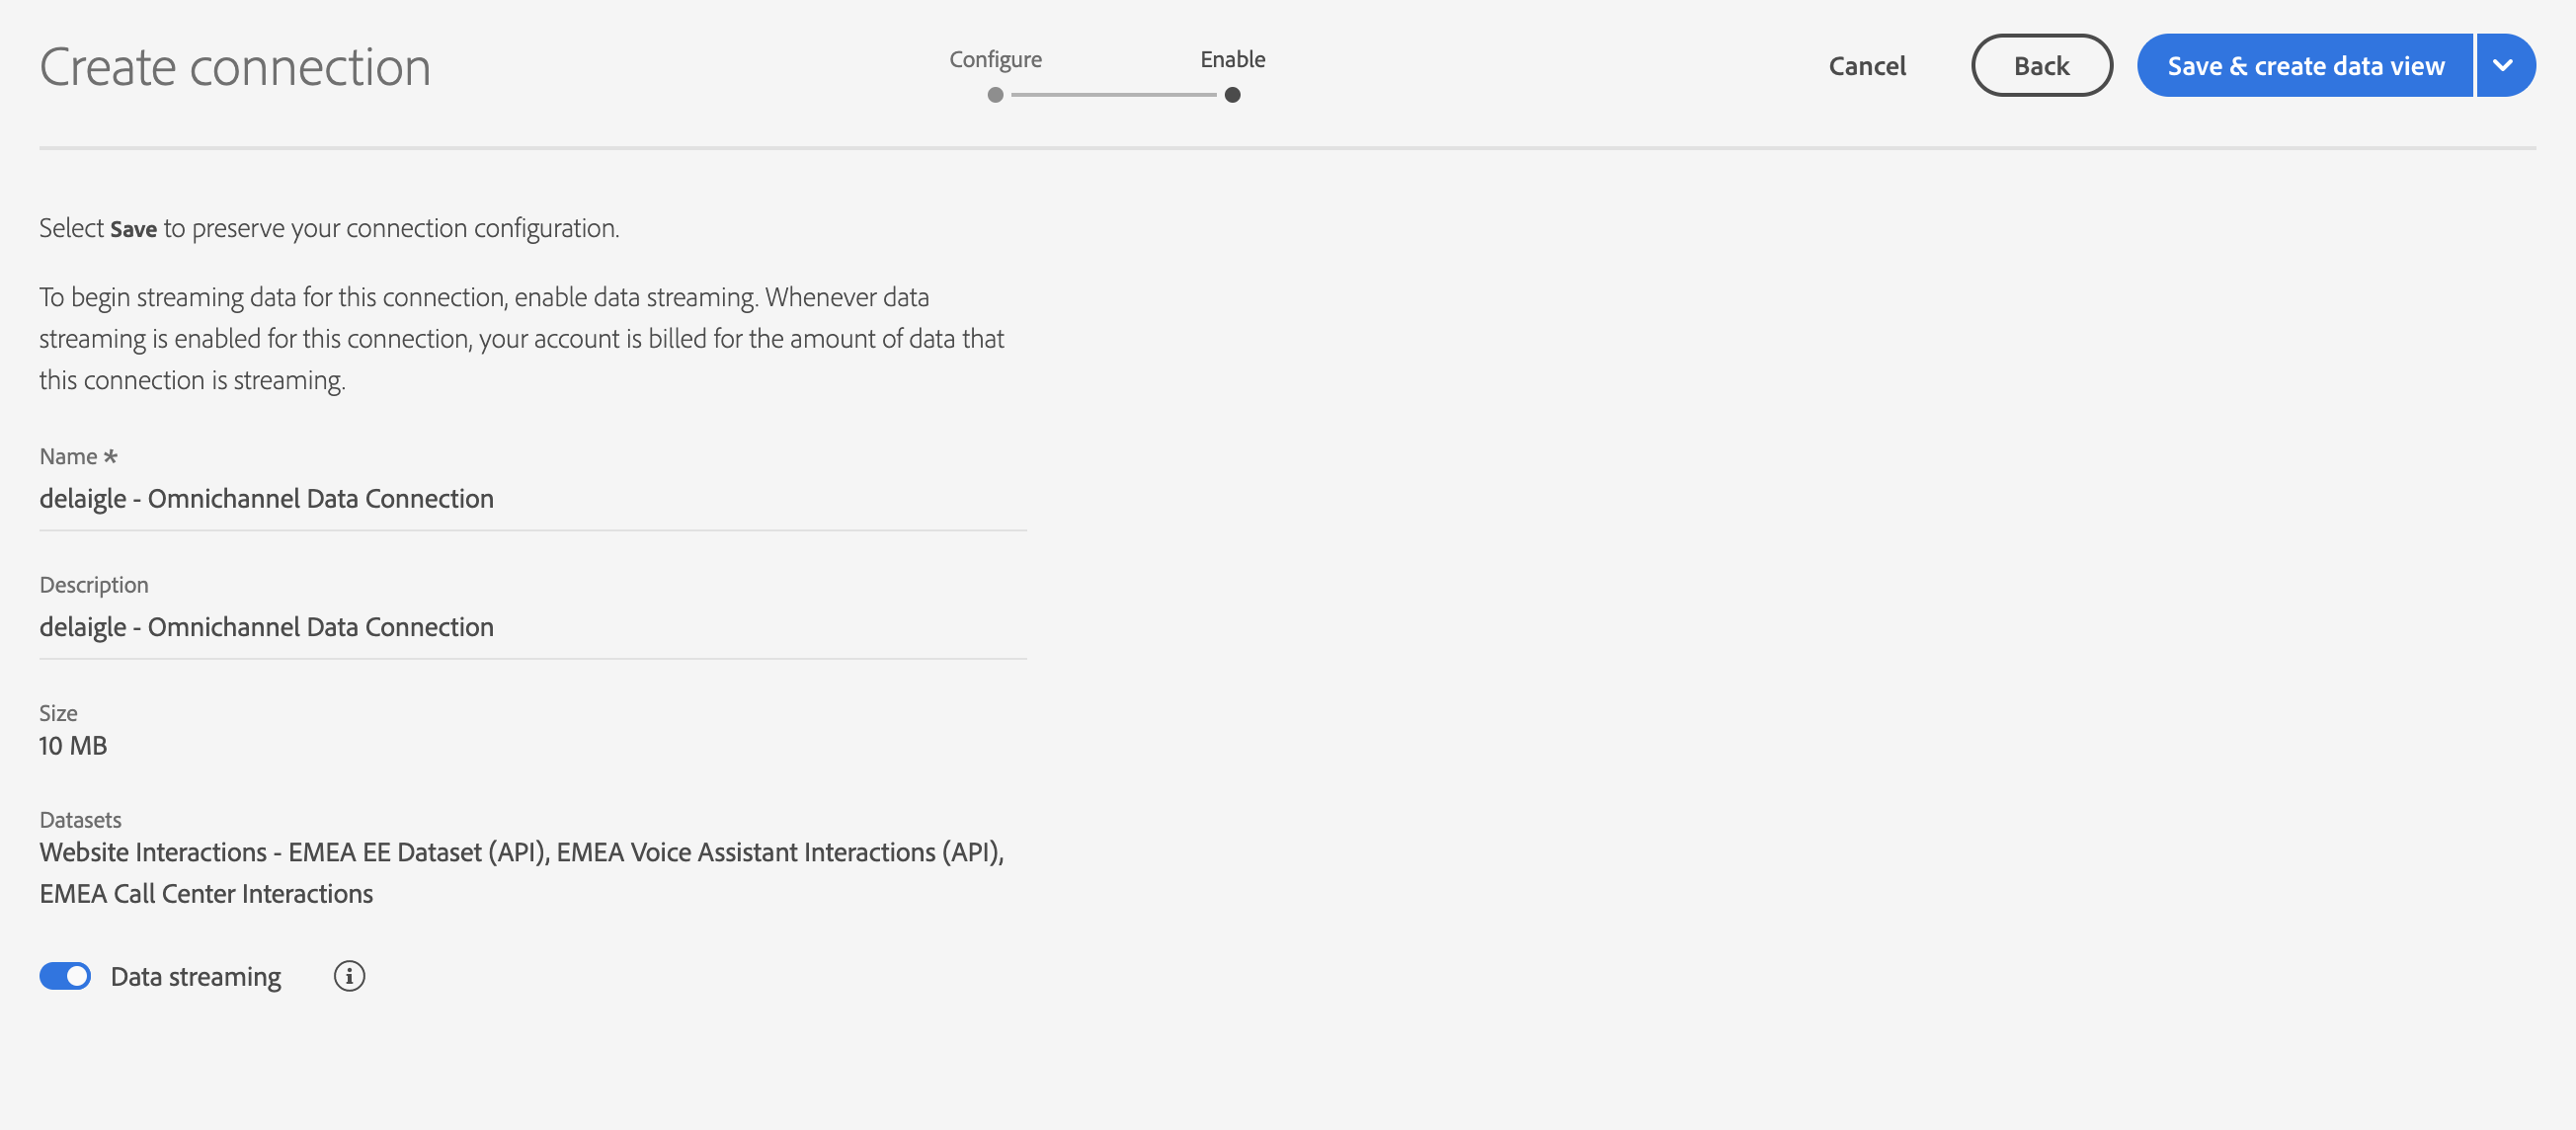 Create connection
Configure
Enable
Cancel
Back
Save & create data view
Select Save to preserve your connection configuration.
To begin streaming data for this connection, enable data streaming. Whenever data
streaming is enabled for this connection, your account is billed for the amount of data that
this connection is streaming.
Name *
delaigle - Omnichannel Data Connection
Description
delaigle - Omnichannel Data Connection
Size
10 MB
Datasets
Website Interactions - EMEA EE Dataset (API), EMEA Voice Assistant Interactions (API),
EMEA Call Center Interactions
Data streaming